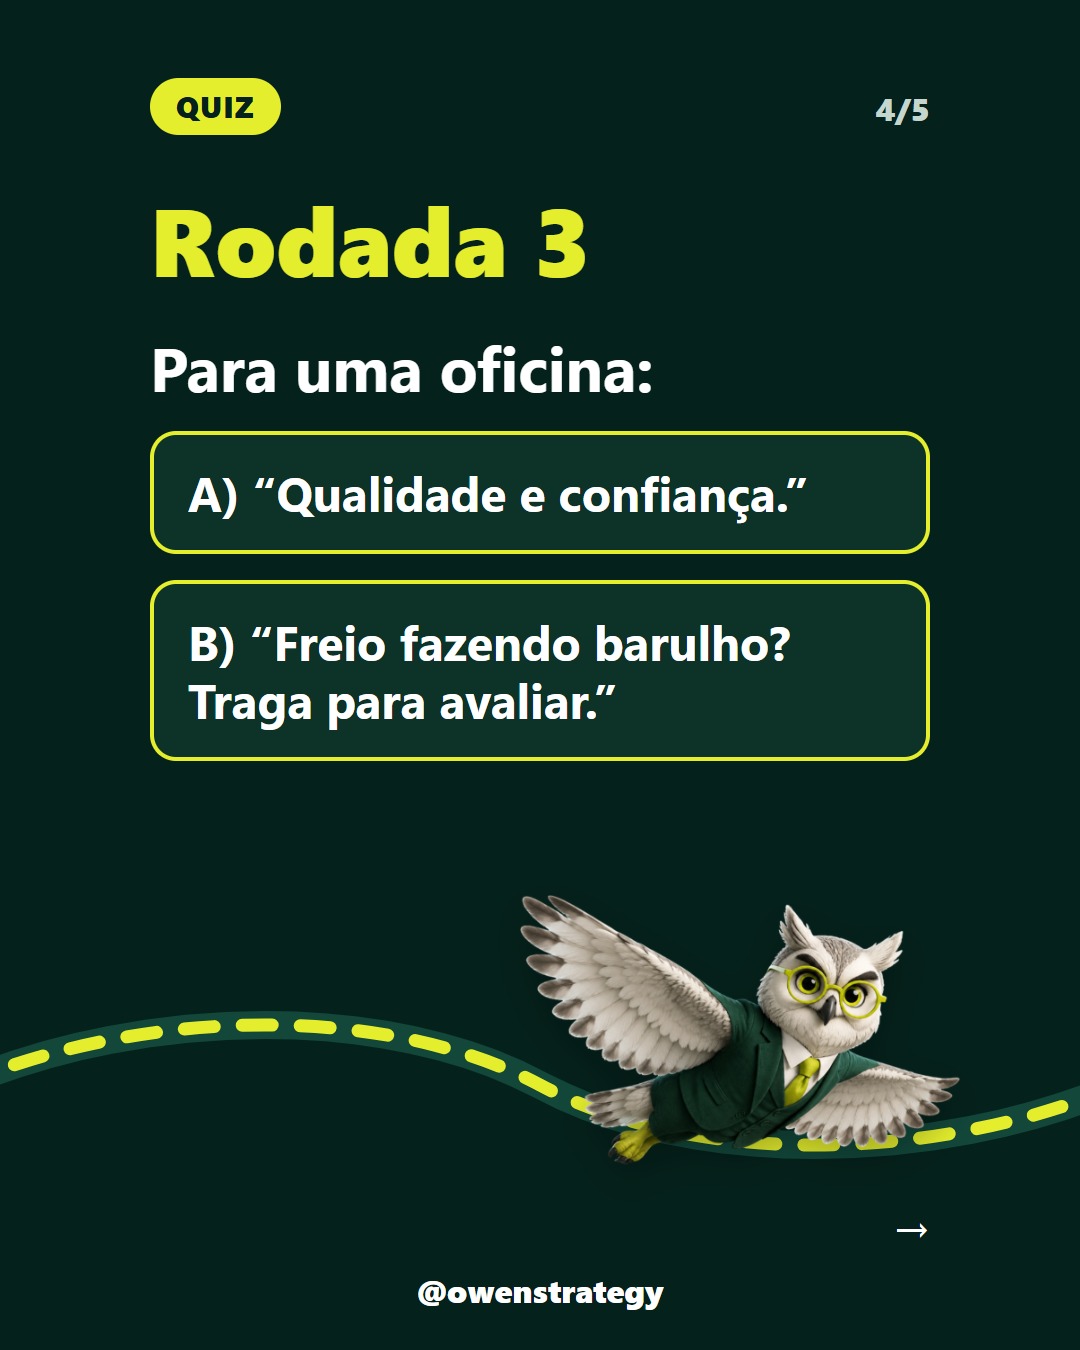 QUIZ
4/5
Rodada 3
Para uma oficina:
A) “Qualidade e confiança.”
B) “Freio fazendo barulho?
Traga para avaliar.”
→
@owenstrategy